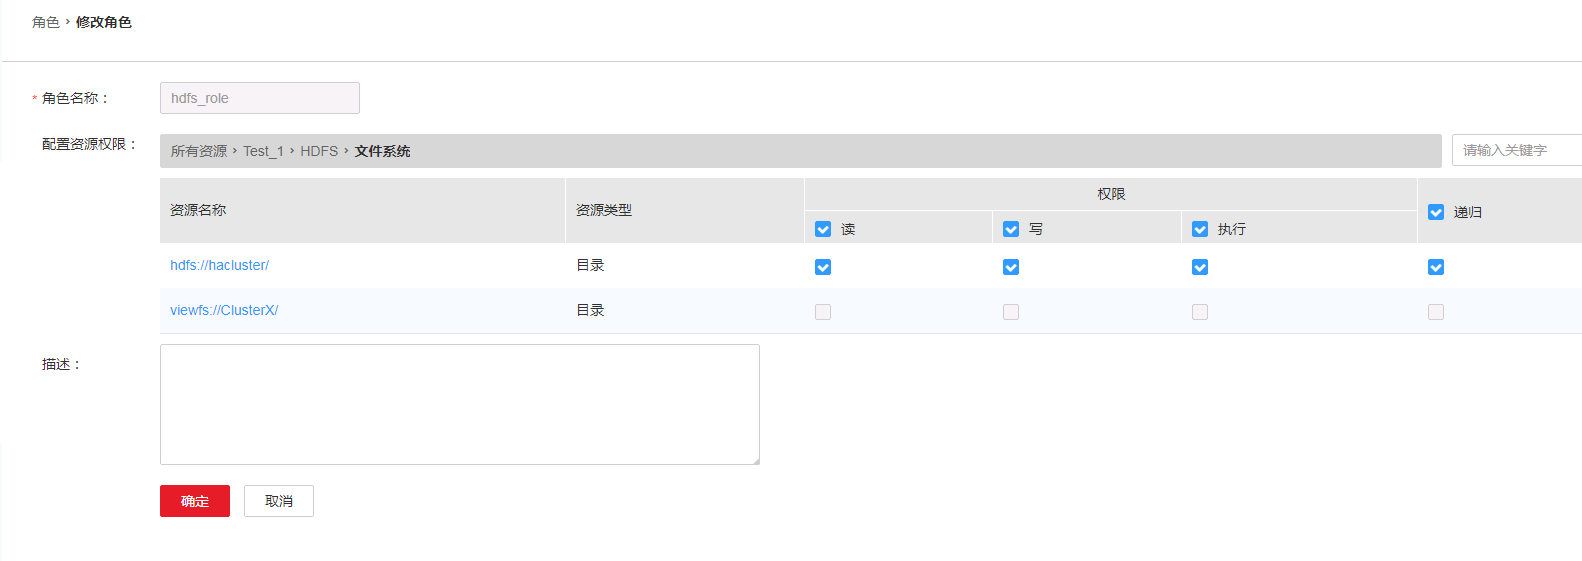 角色 › 修改角色
* 角色名称： hdfs_role
配置资源权限： 所有资源 › Test_1 › HDFS › 文件系统 请输入关键字
资源名称 资源类型 权限 递归
读 写 执行
hdfs://hacluster/ 目录
viewfs://ClusterX/ 目录
描述：
确定 取消